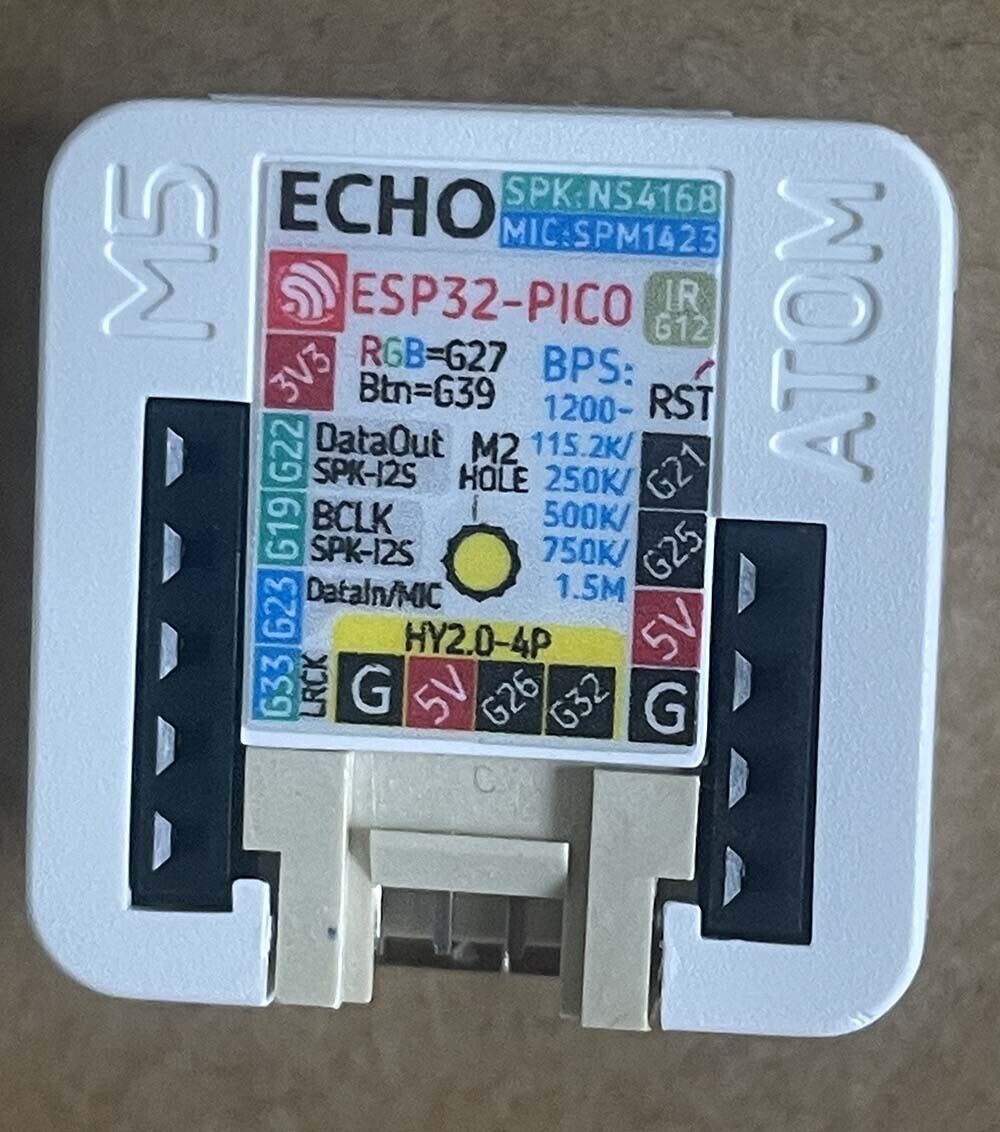 M5
ATOM
ECHO
SPK:NS4168
MIC:SPM1423
ESP32-PICO
IR
G12
3V3
RGB=G27
Btn=G39
BPS:
1200-
115.2K/
250K/
500K/
750K/
1.5M
RST
G22
DataOut
SPK-I2S
M2
HOLE
G21
G19
BCLK
SPK-I2S
G25
G23
DataIn/MIC
5V
G33
LRCK
HY2.0-4P
G
5V
G26
G32
G